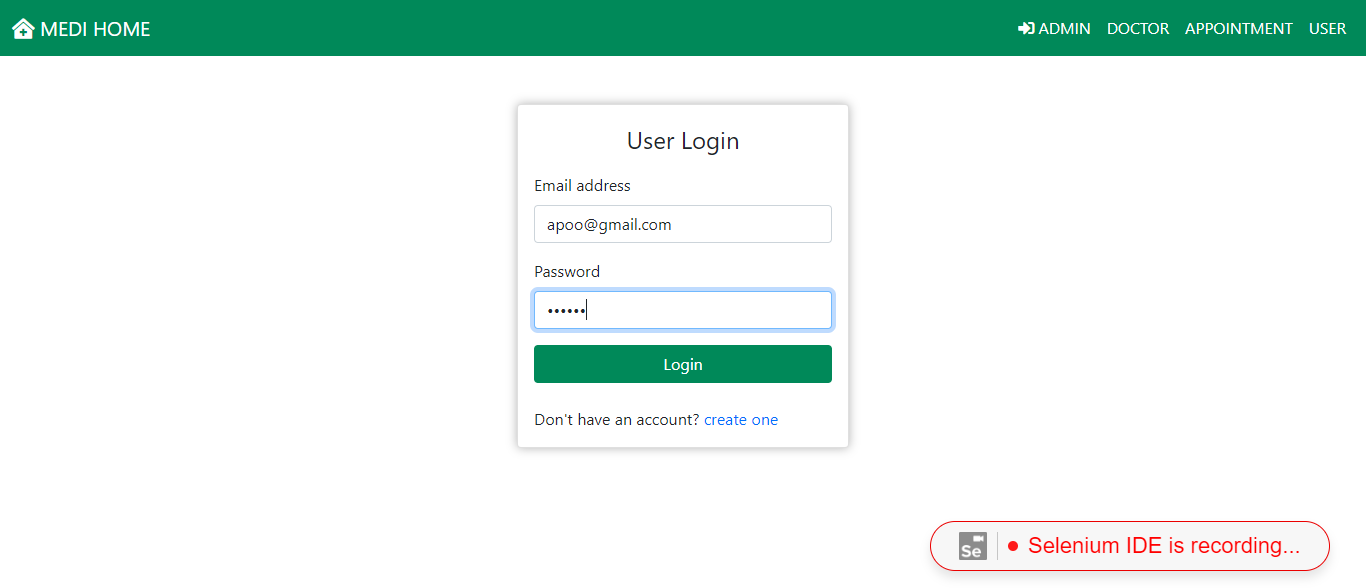 MEDI HOME
ADMIN DOCTOR APPOINTMENT USER
User Login
Email address
apoo@gmail.com
Password
••••••
Login
Don't have an account? create one
Se
Selenium IDE is recording...